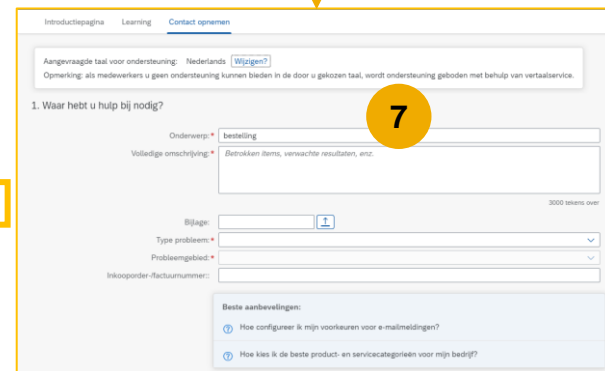 Introductiepagina Learning Contact opnemen
Aangevraagde taal voor ondersteuning: Nederlands Wijzigen?
Opmerking: als medewerkers u geen ondersteuning kunnen bieden in de door u gekozen taal, wordt ondersteuning geboden met behulp van vertaalservice.
1. Waar hebt u hulp bij nodig?
7
Onderwerp:* bestelling
Volledige omschrijving:* Betrokken items, verwachte resultaten, enz.
3000 tekens over
Bijlage:
Type probleem:*
Probleemgebied:*
Inkooporder-/factuurnummer::
Beste aanbevelingen:
Hoe configureer ik mijn voorkeuren voor e-mailmeldingen?
Hoe kies ik de beste product- en servicecategorieën voor mijn bedrijf?